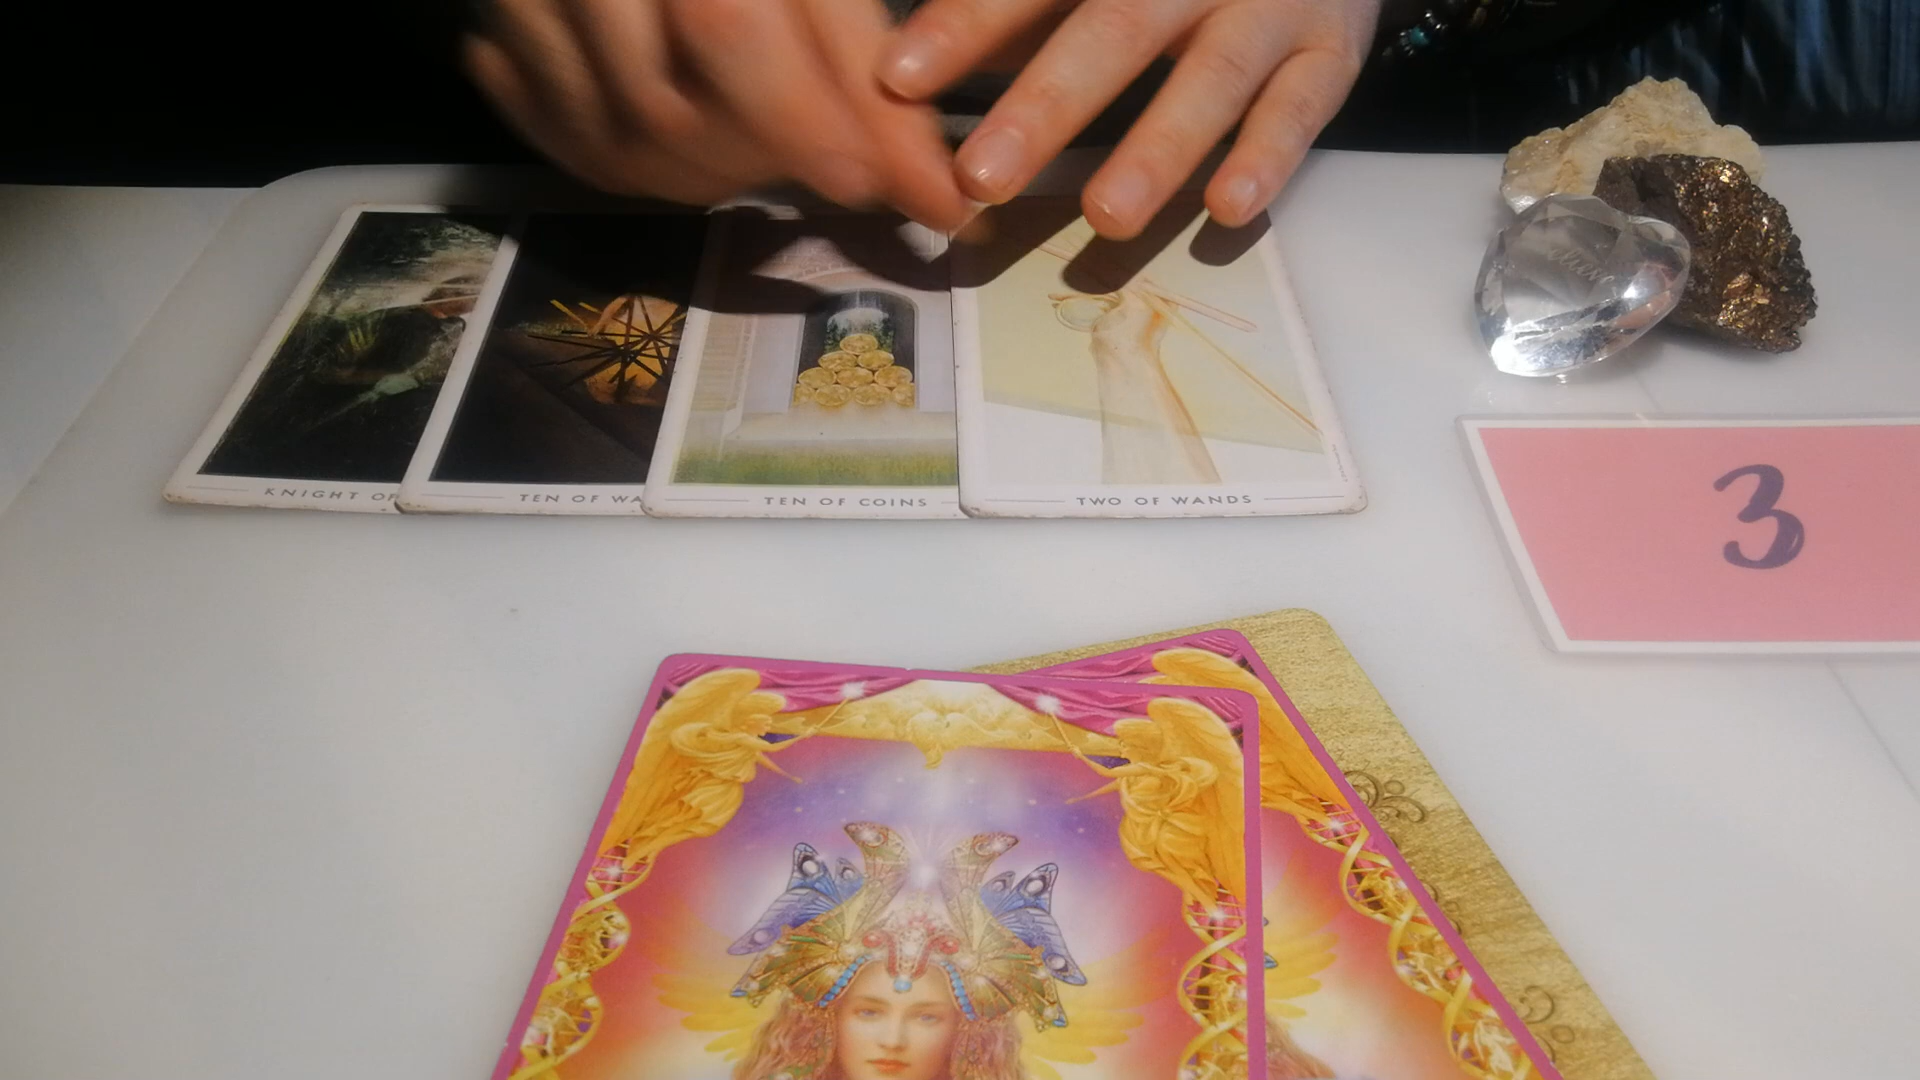 KNIGHT OF
TEN OF WA
TEN OF COINS
TWO OF WANDS
3